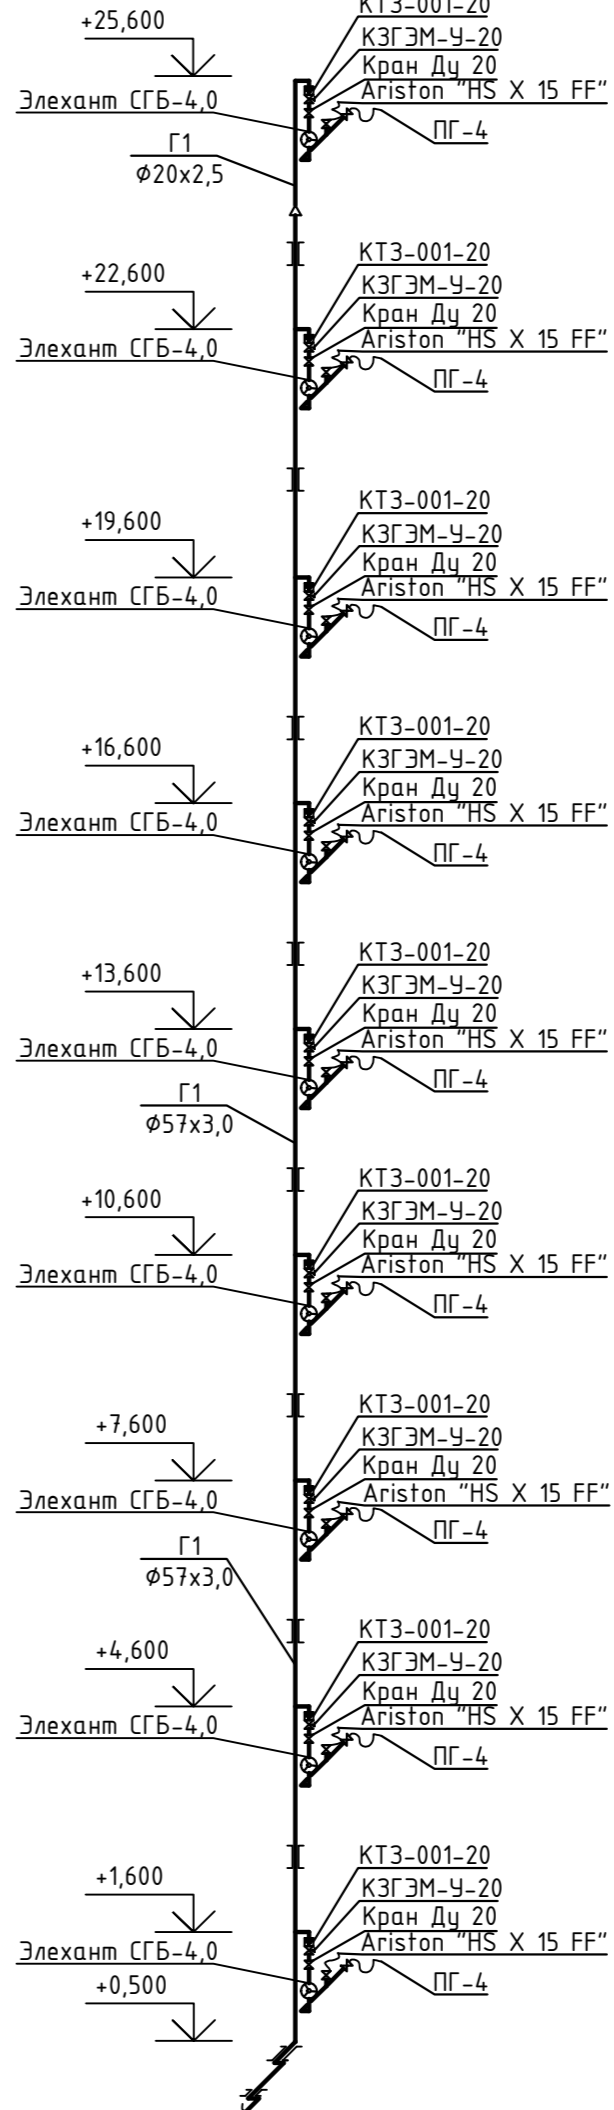 КТЗ-001-20
+25,600
КЗГЭМ-У-20
Кран Ду 20
Ariston "HS X 15 FF"
Элехант СГБ-4,0
ПГ-4
Г1
Ф20х2,5
КТЗ-001-20
+22,600
КЗГЭМ-У-20
Кран Ду 20
Ariston "HS X 15 FF"
Элехант СГБ-4,0
ПГ-4
КТЗ-001-20
+19,600
КЗГЭМ-У-20
Кран Ду 20
Ariston "HS X 15 FF"
Элехант СГБ-4,0
ПГ-4
КТЗ-001-20
+16,600
КЗГЭМ-У-20
Кран Ду 20
Ariston "HS X 15 FF"
Элехант СГБ-4,0
ПГ-4
КТЗ-001-20
+13,600
КЗГЭМ-У-20
Кран Ду 20
Ariston "HS X 15 FF"
Элехант СГБ-4,0
ПГ-4
Г1
Ф57х3,0
КТЗ-001-20
+10,600
КЗГЭМ-У-20
Кран Ду 20
Ariston "HS X 15 FF"
Элехант СГБ-4,0
ПГ-4
КТЗ-001-20
+7,600
КЗГЭМ-У-20
Кран Ду 20
Ariston "HS X 15 FF"
Элехант СГБ-4,0
ПГ-4
Г1
Ф57х3,0
КТЗ-001-20
+4,600
КЗГЭМ-У-20
Кран Ду 20
Ariston "HS X 15 FF"
Элехант СГБ-4,0
ПГ-4
КТЗ-001-20
+1,600
КЗГЭМ-У-20
Кран Ду 20
Ariston "HS X 15 FF"
Элехант СГБ-4,0
ПГ-4
+0,500